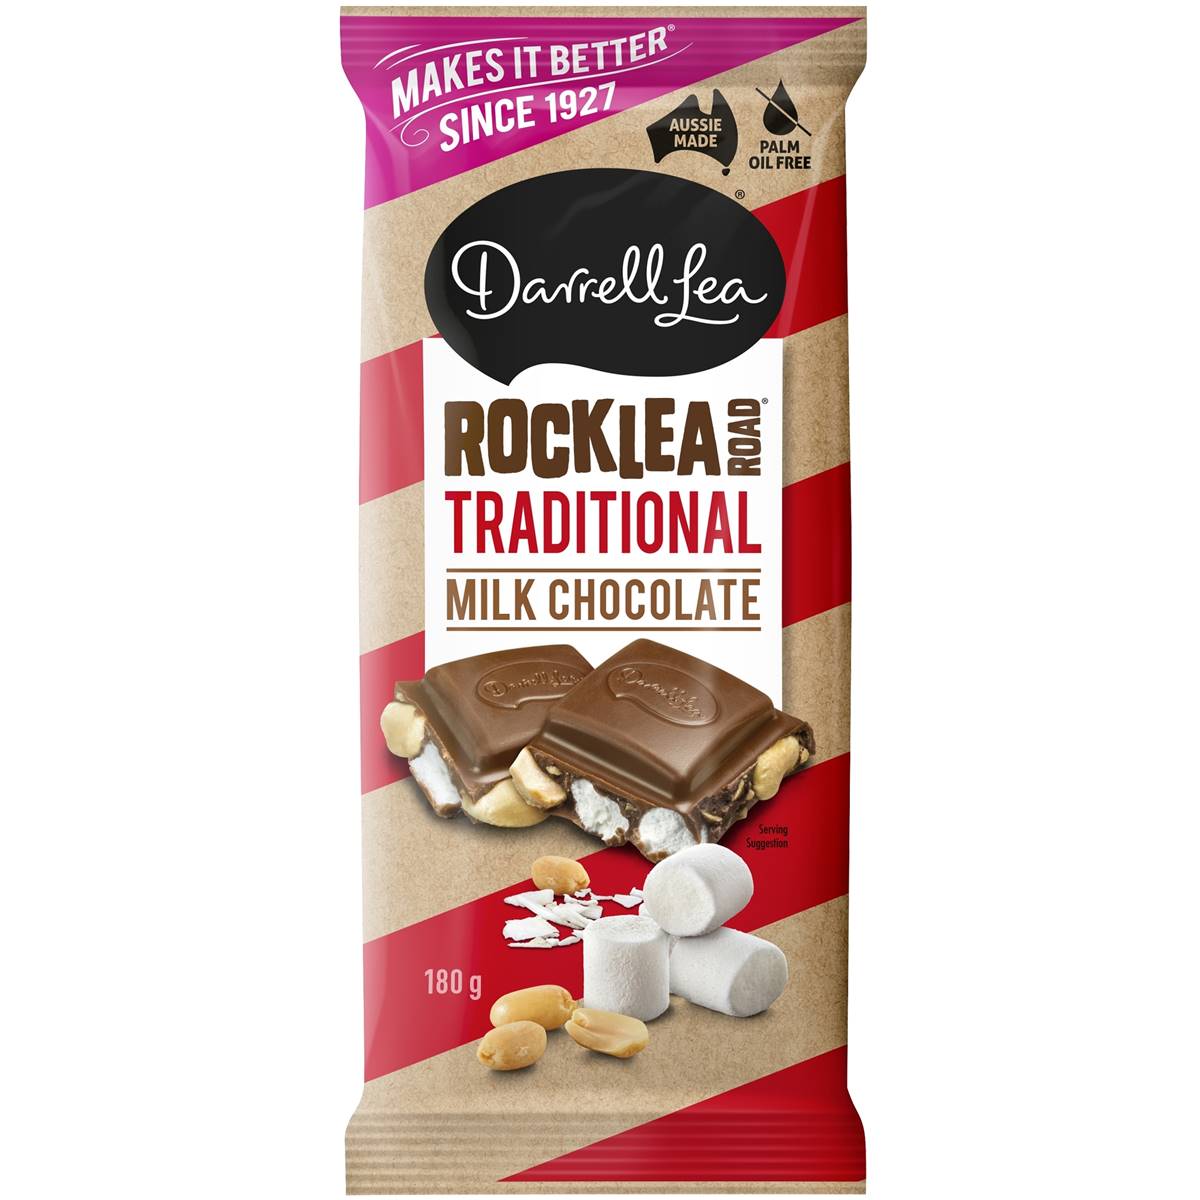 MAKES IT BETTER®
SINCE 1927
AUSSIE
MADE
PALM
OIL FREE
Darrell Lea®
ROCKLEA ROAD®
TRADITIONAL
MILK CHOCOLATE
Darrell Lea
Darrell Lea
Serving
Suggestion
180 g